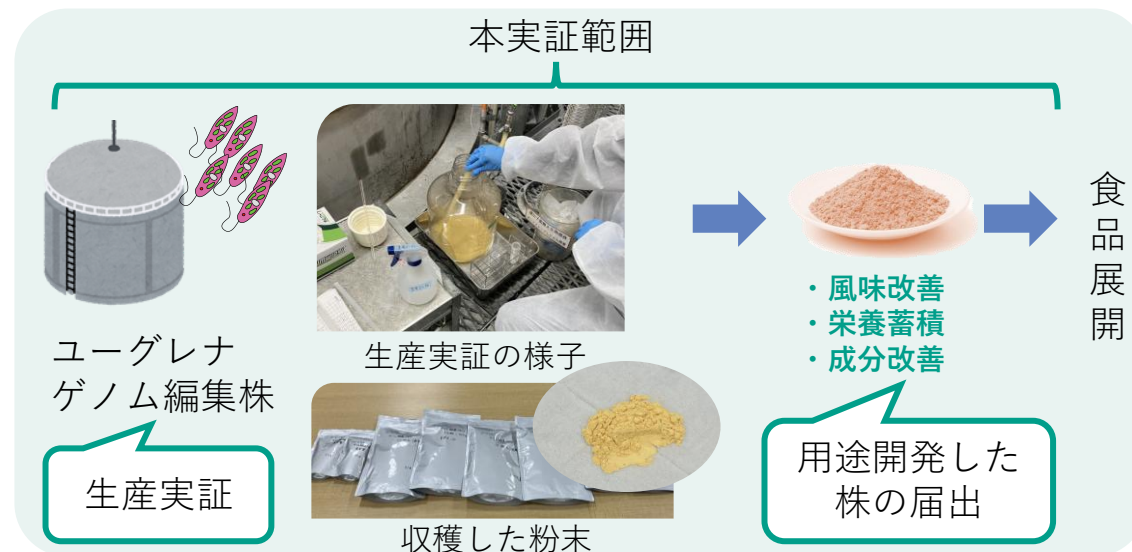 本実証範囲
ユーグレナ
ゲノム編集株
生産実証
生産実証の様子
収穫した粉末
・風味改善
・栄養蓄積
・成分改善
用途開発した
株の届出
食品展開